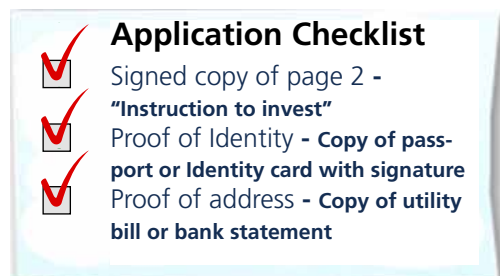 Application Checklist
Signed copy of page 2 -
“Instruction to invest”
Proof of Identity - Copy of pass-
port or Identity card with signature
Proof of address - Copy of utility
bill or bank statement